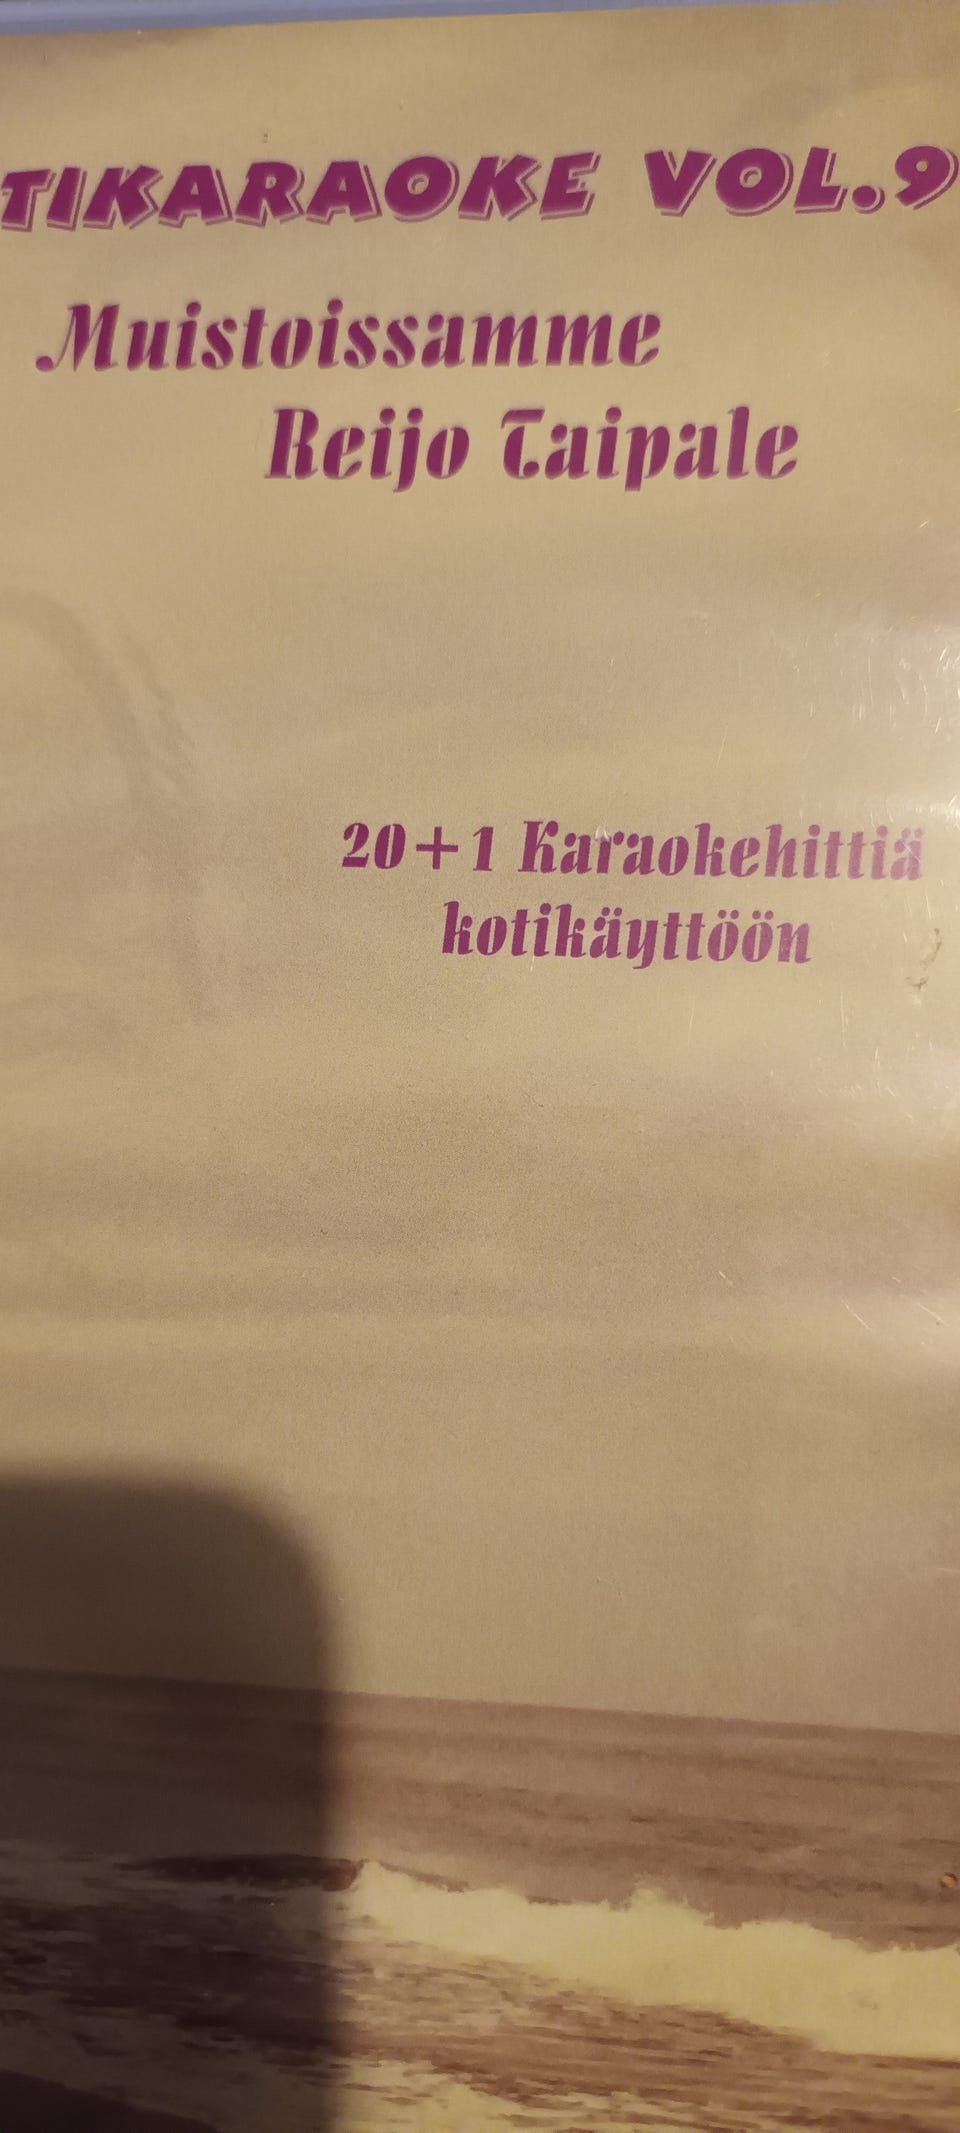 TIKARAOKE VOL.9
Muistoissamme
Reijo Taipale
20+1 Karaokehittiä
kotikäyttöön